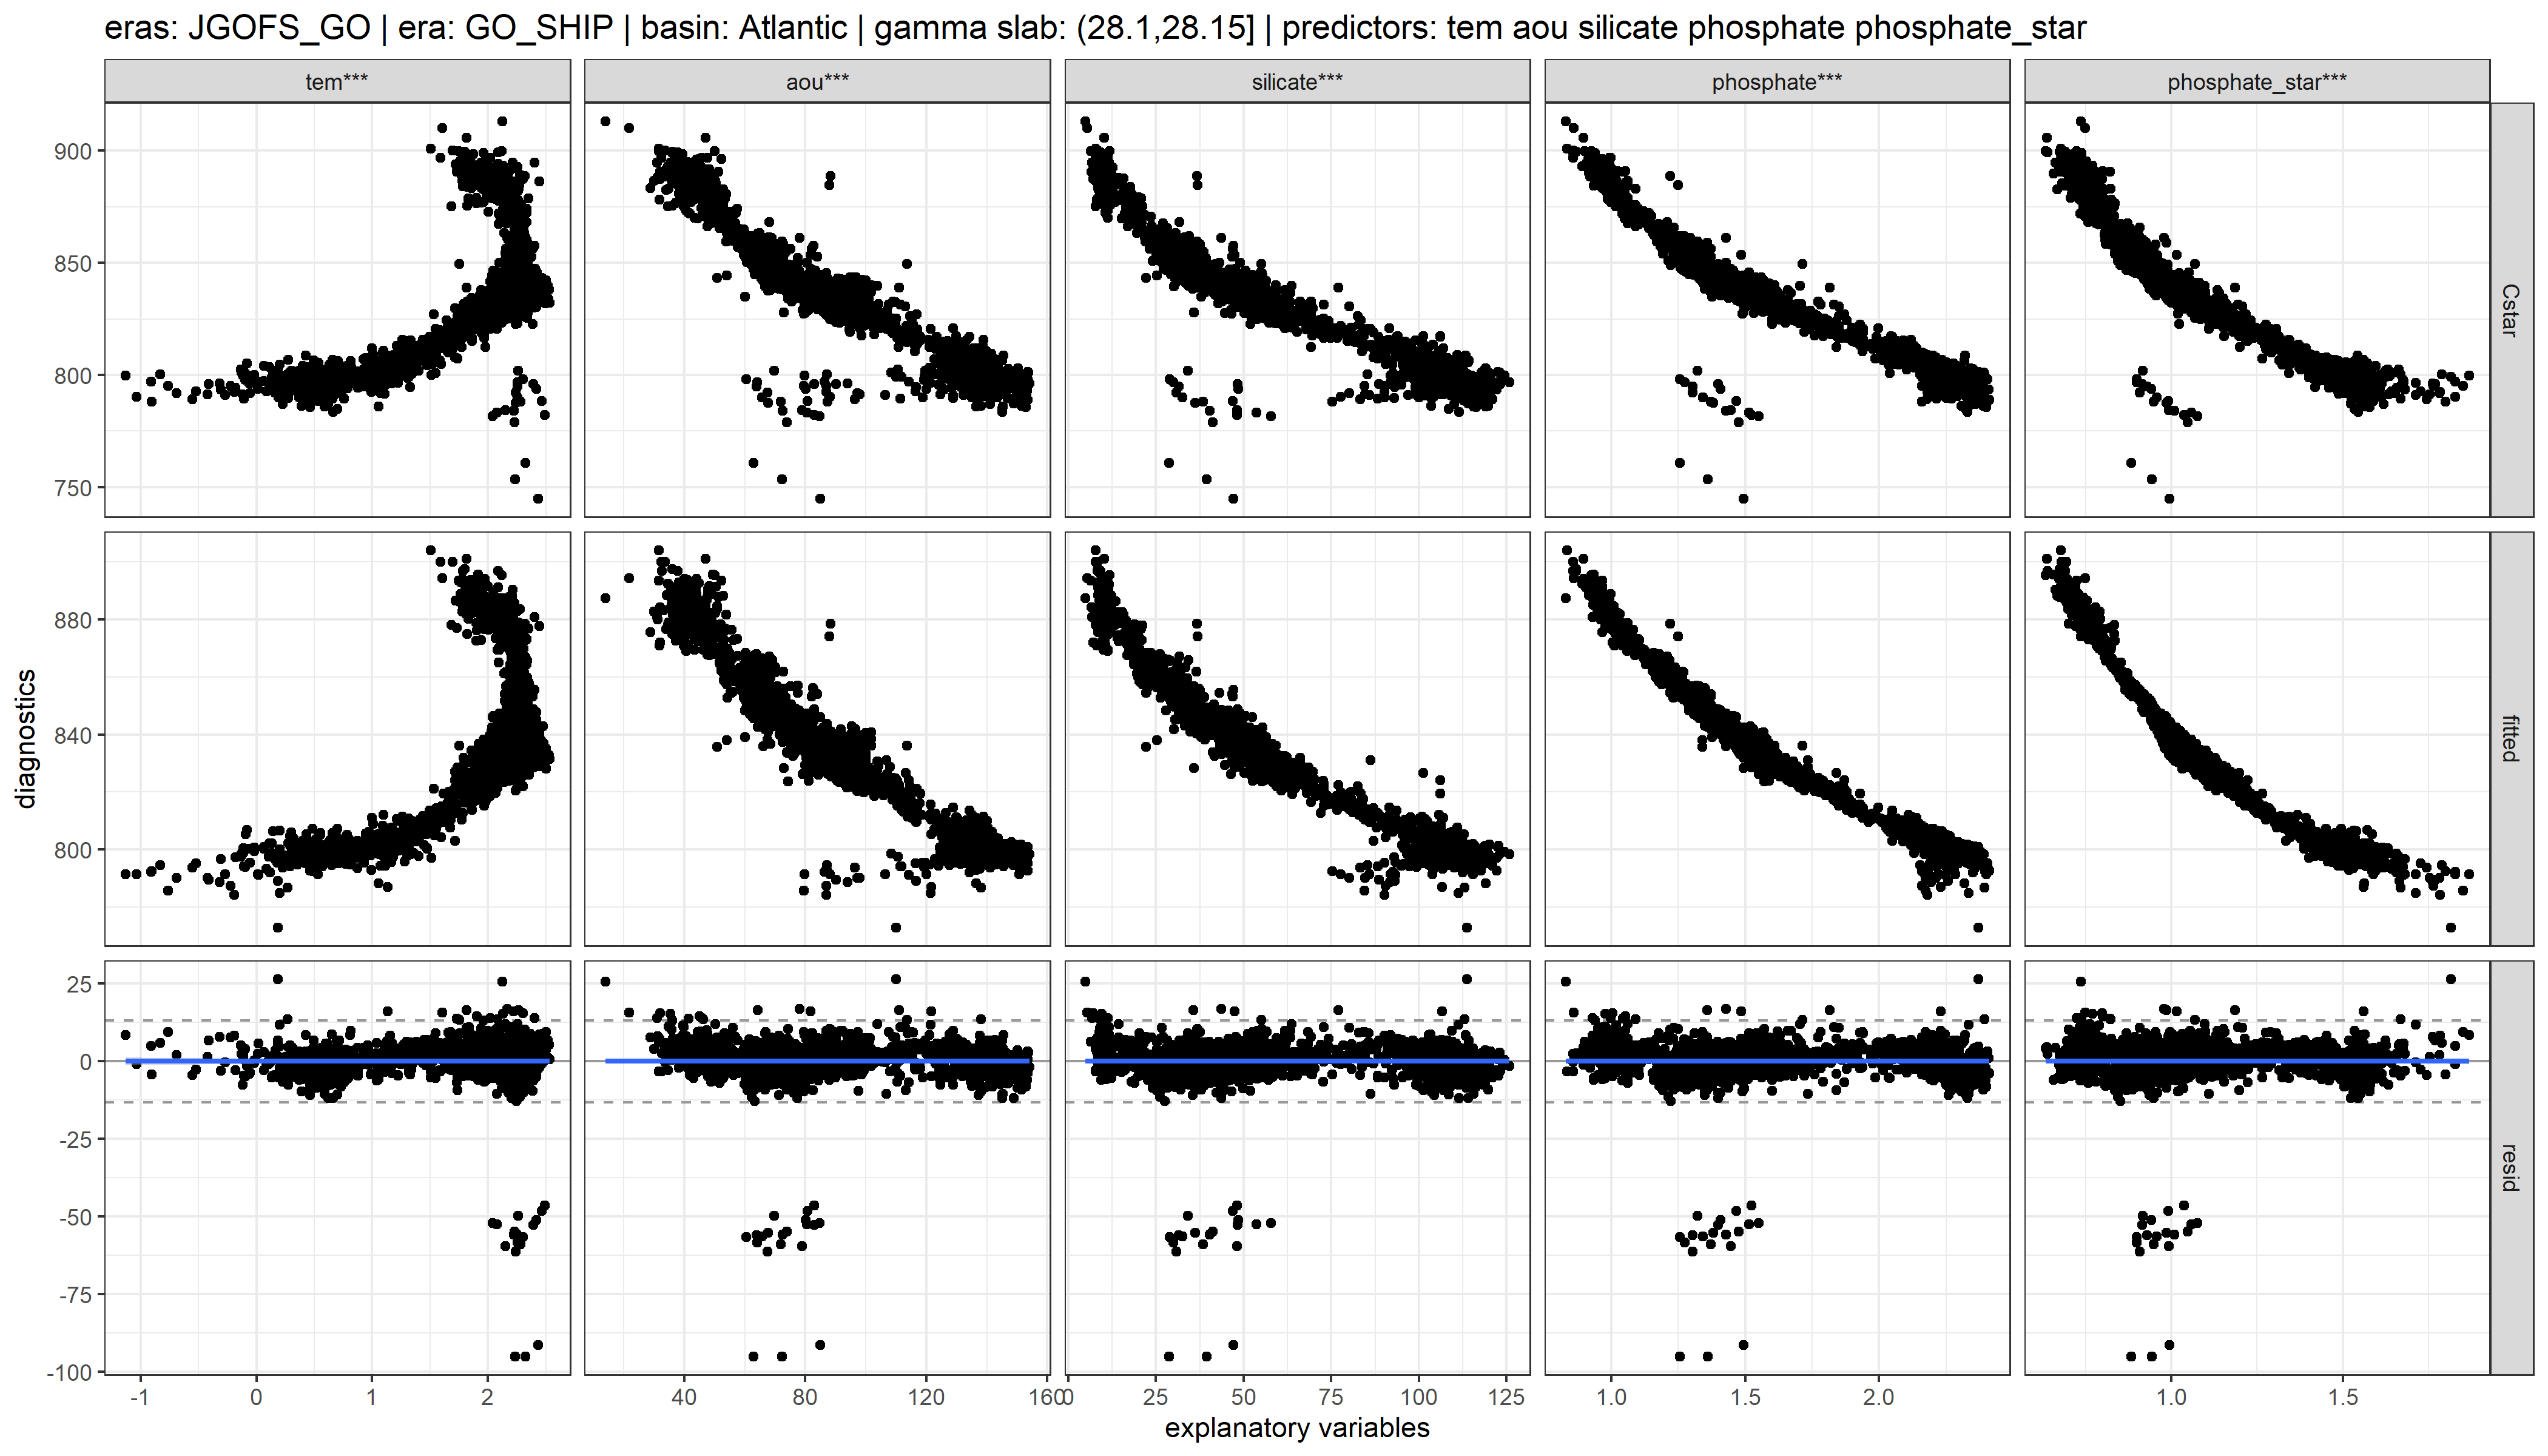 eras: JGOFS_GO | era: GO_SHIP | basin: Atlantic | gamma slab: (28.1,28.15] | predictors: tem aou silicate phosphate phosphate_star
tem*** aou*** silicate*** phosphate*** phosphate_star***
900
850
800
750
Cstar
880
840
800
fitted
diagnostics
25
0
-25
-50
-75
-100
resid
-1 0 1 2 40 80 120 160 0 25 50 75 100 125 1.0 1.5 2.0 1.0 1.5
explanatory variables